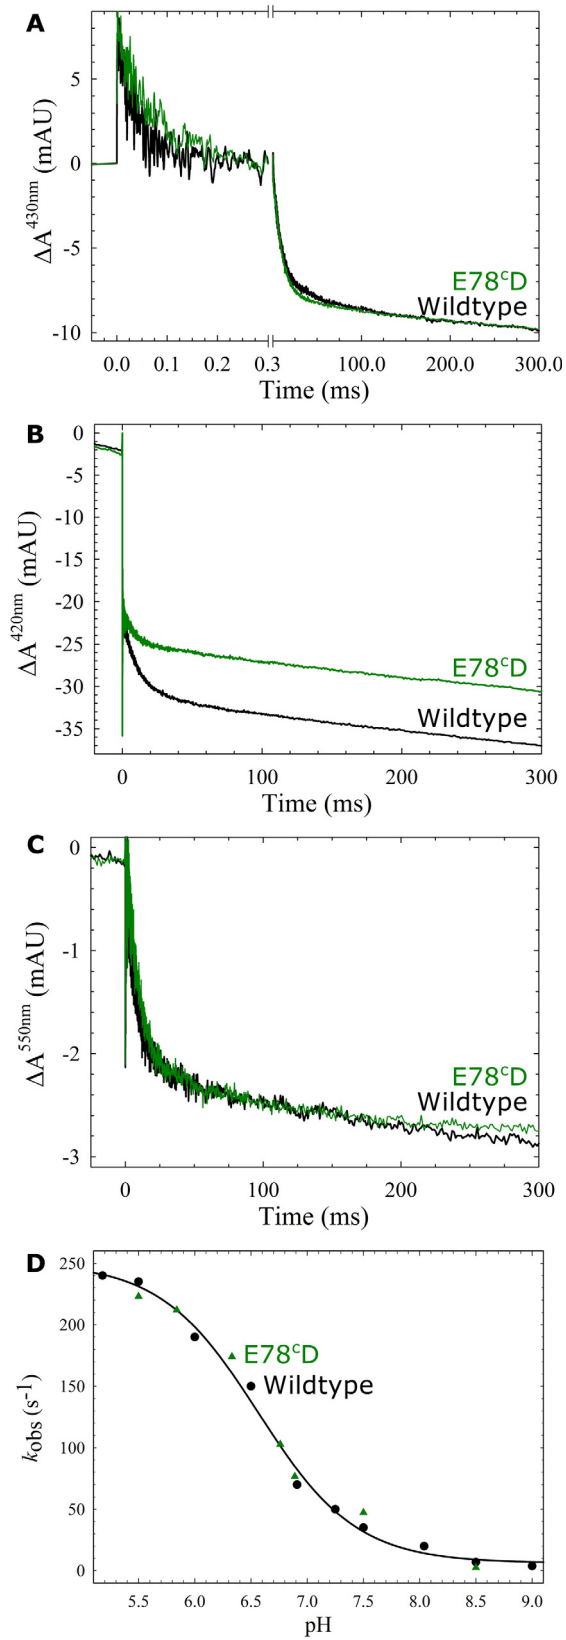 A
ΔA⁴³⁰ⁿᵐ (mAU)
5
0
-5
-10
E78ᶜD
Wildtype
0.0 0.1 0.2 0.3 100.0 200.0 300.0
Time (ms)
B
ΔA⁴²⁰ⁿᵐ (mAU)
0
-5
-10
-15
-20
-25
-30
-35
E78ᶜD
Wildtype
0 100 200 300
Time (ms)
C
ΔA⁵⁵⁰ⁿᵐ (mAU)
0
-1
-2
-3
E78ᶜD
Wildtype
0 100 200 300
Time (ms)
D
kobs (s⁻¹)
250
200
150
100
50
0
E78ᶜD
Wildtype
5.5 6.0 6.5 7.0 7.5 8.0 8.5 9.0
pH